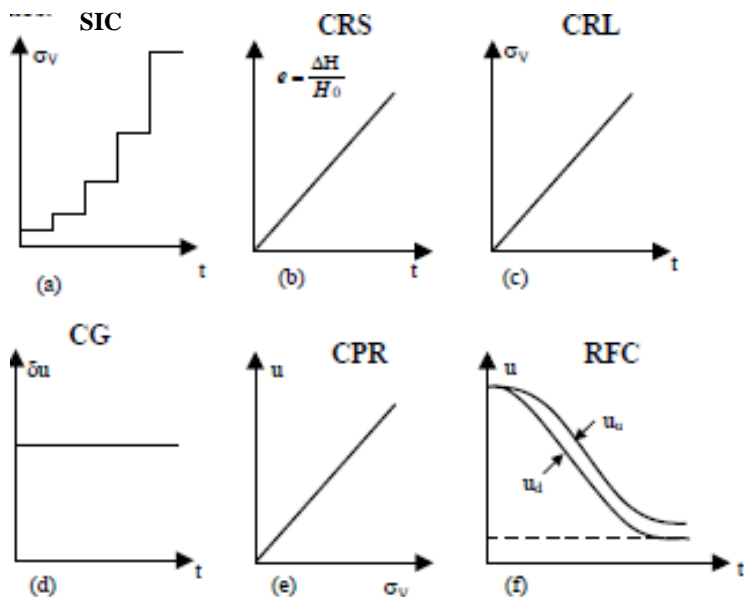 SIC
CRS
CRL
σV
e = ΔH/H0
σV
t
t
t
(a)
(b)
(c)
CG
CPR
RFC
δu
u
u
uu
ud
t
σV
t
(d)
(e)
(f)